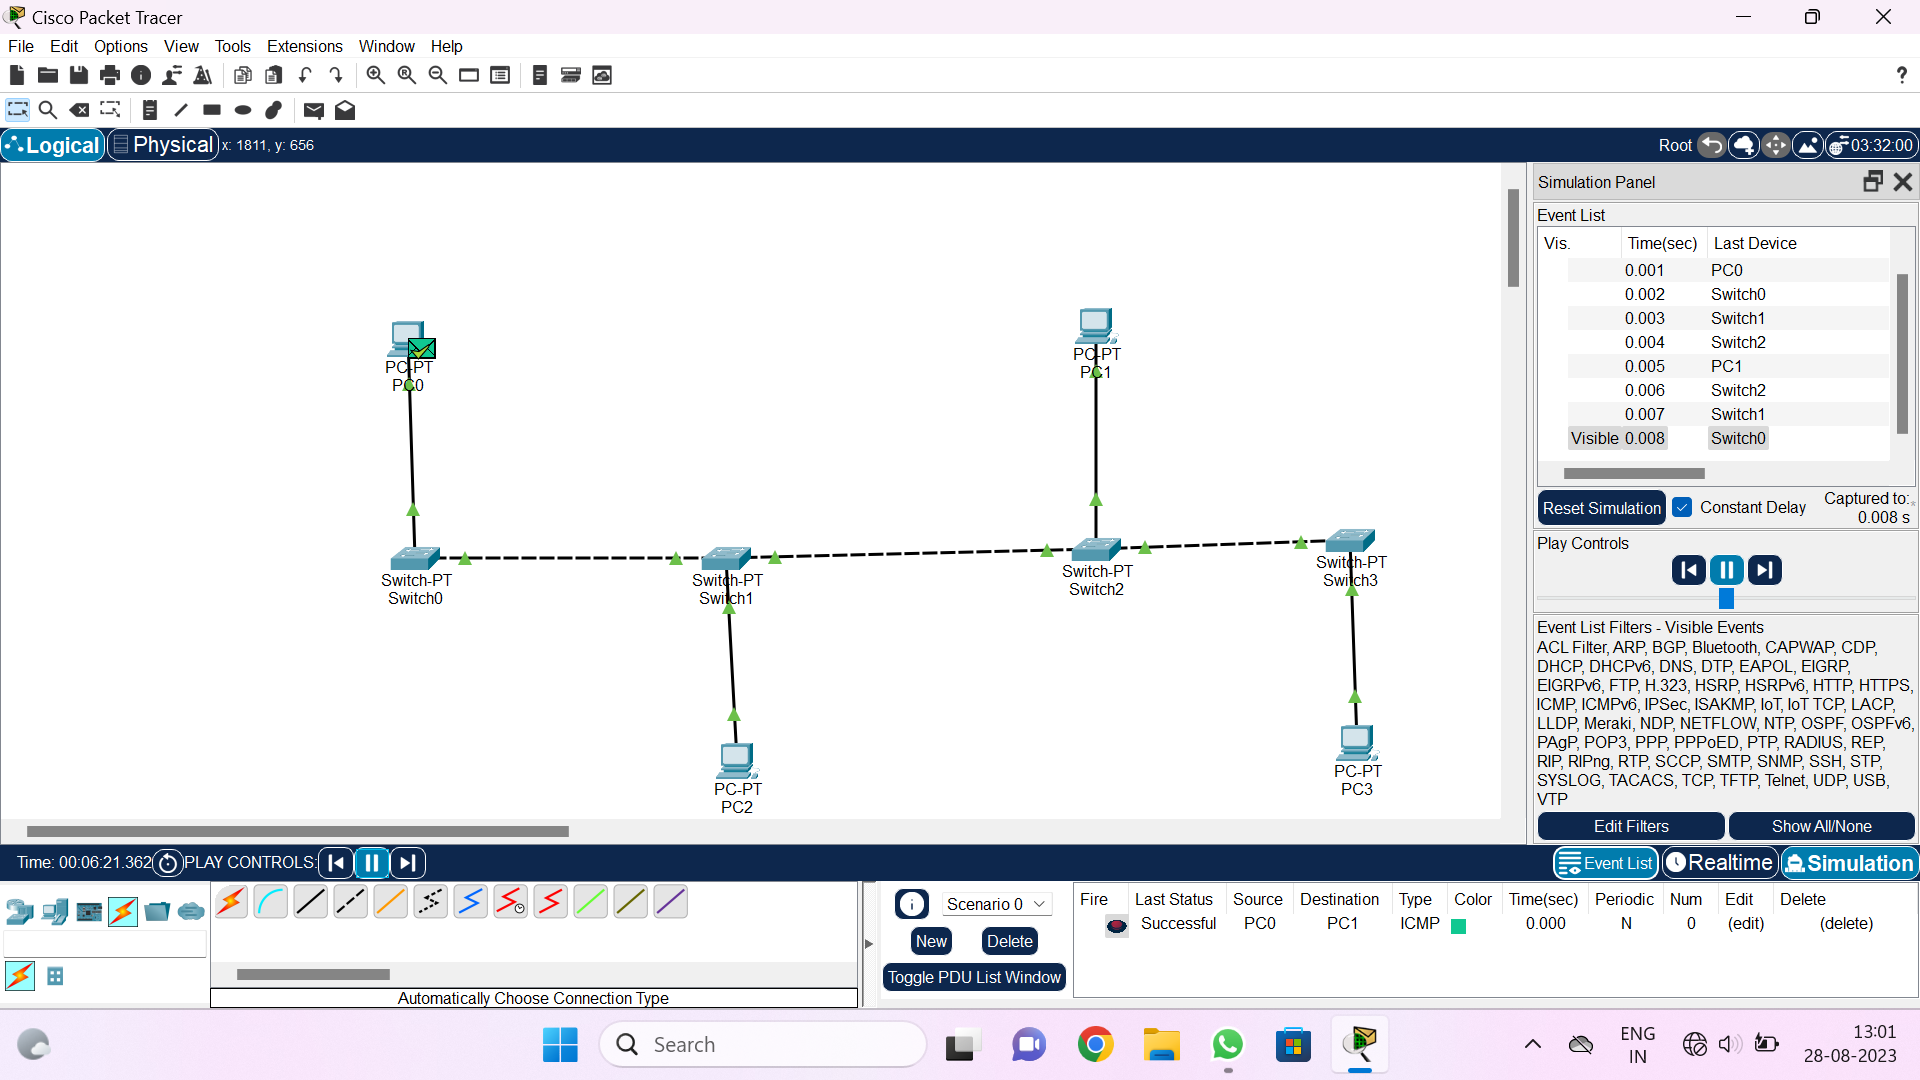 Cisco Packet Tracer
File Edit Options View Tools Extensions Window Help
?
Logical Physical x: 1811, y: 656 Root 03:32:00
PC-PT
PC0
PC-PT
PC1
Switch-PT
Switch0
Switch-PT
Switch1
Switch-PT
Switch2
Switch-PT
Switch3
PC-PT
PC2
PC-PT
PC3
Simulation Panel
Event List
Vis. Time(sec) Last Device
0.001 PC0
0.002 Switch0
0.003 Switch1
0.004 Switch2
0.005 PC1
0.006 Switch2
0.007 Switch1
Visible 0.008 Switch0
Reset Simulation Constant Delay Captured to:
0.008 s
Play Controls
Event List Filters - Visible Events
ACL Filter, ARP, BGP, Bluetooth, CAPWAP, CDP,
DHCP, DHCPv6, DNS, DTP, EAPOL, EIGRP,
EIGRPv6, FTP, H.323, HSRP, HSRPv6, HTTP, HTTPS,
ICMP, ICMPv6, IPSec, ISAKMP, IoT, IoT TCP, LACP,
LLDP, Meraki, NDP, NETFLOW, NTP, OSPF, OSPFv6,
PAgP, POP3, PPP, PPPoED, PTP, RADIUS, REP,
RIP, RIPng, RTP, SCCP, SMTP, SNMP, SSH, STP,
SYSLOG, TACACS, TCP, TFTP, Telnet, UDP, USB,
VTP
Edit Filters Show All/None
Time: 00:06:21.362 PLAY CONTROLS: Event List Realtime Simulation
Automatically Choose Connection Type
Scenario 0
New Delete
Toggle PDU List Window
Fire Last Status Source Destination Type Color Time(sec) Periodic Num Edit Delete
Successful PC0 PC1 ICMP 0.000 N 0 (edit) (delete)
Search
ENG
IN
13:01
28-08-2023